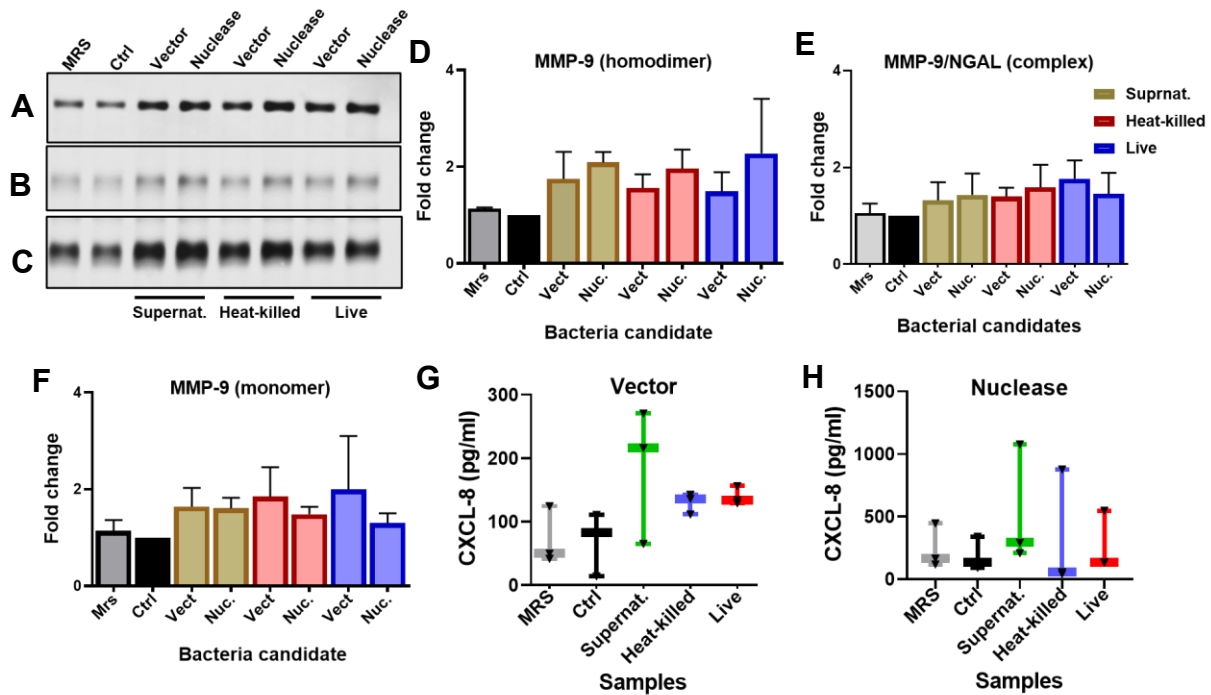 MRS Ctrl Vector Nuclease Vector Nuclease Vector Nuclease
A
B
C
Supernat. Heat-killed Live
D
MMP-9 (homodimer)
Fold change
4
2
0
Mrs Ctrl Vect Nuc. Vect Nuc. Vect Nuc.
Bacteria candidate
E
MMP-9/NGAL (complex)
Suprnat.
Heat-killed
Live
Fold change
4
2
0
Mrs Ctrl Vect Nuc. Vect Nuc. Vect Nuc.
Bacterial candidates
F
MMP-9 (monomer)
Fold change
4
2
0
Mrs Ctrl Vect Nuc. Vect Nuc. Vect Nuc.
Bacteria candidate
G
Vector
CXCL-8 (pg/ml)
300
200
100
0
MRS Ctrl Supernat. Heat-killed Live
Samples
H
Nuclease
CXCL-8 (pg/ml)
1500
1000
500
0
MRS Ctrl Supernat. Heat-killed Live
Samples